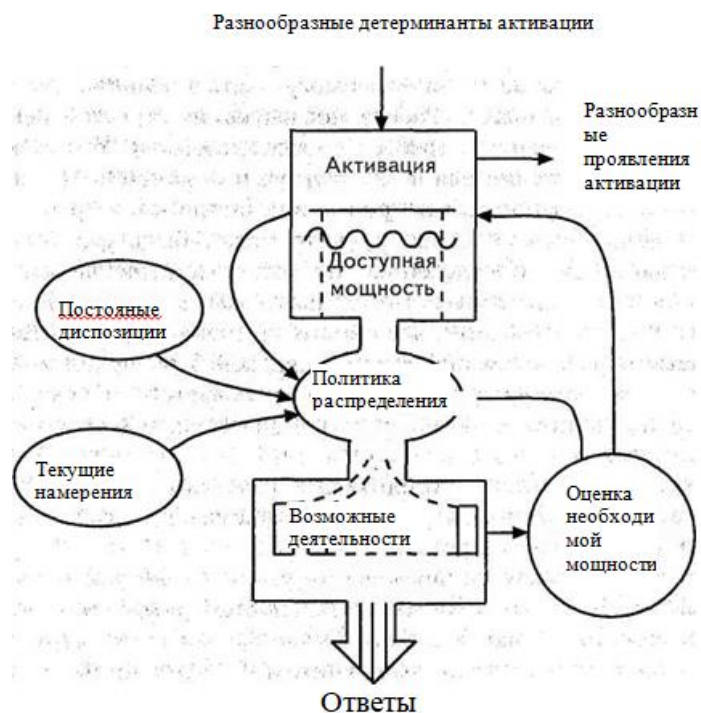 Разнообразные детерминанты активации
Разнообразн
ые
проявления
активации
Активация
Доступная
мощность
Постояные
диспозиции
Политика
распределения
Текущие
намерения
Возможные
деятельности
Оценка
необходи
мой
мощности
Ответы